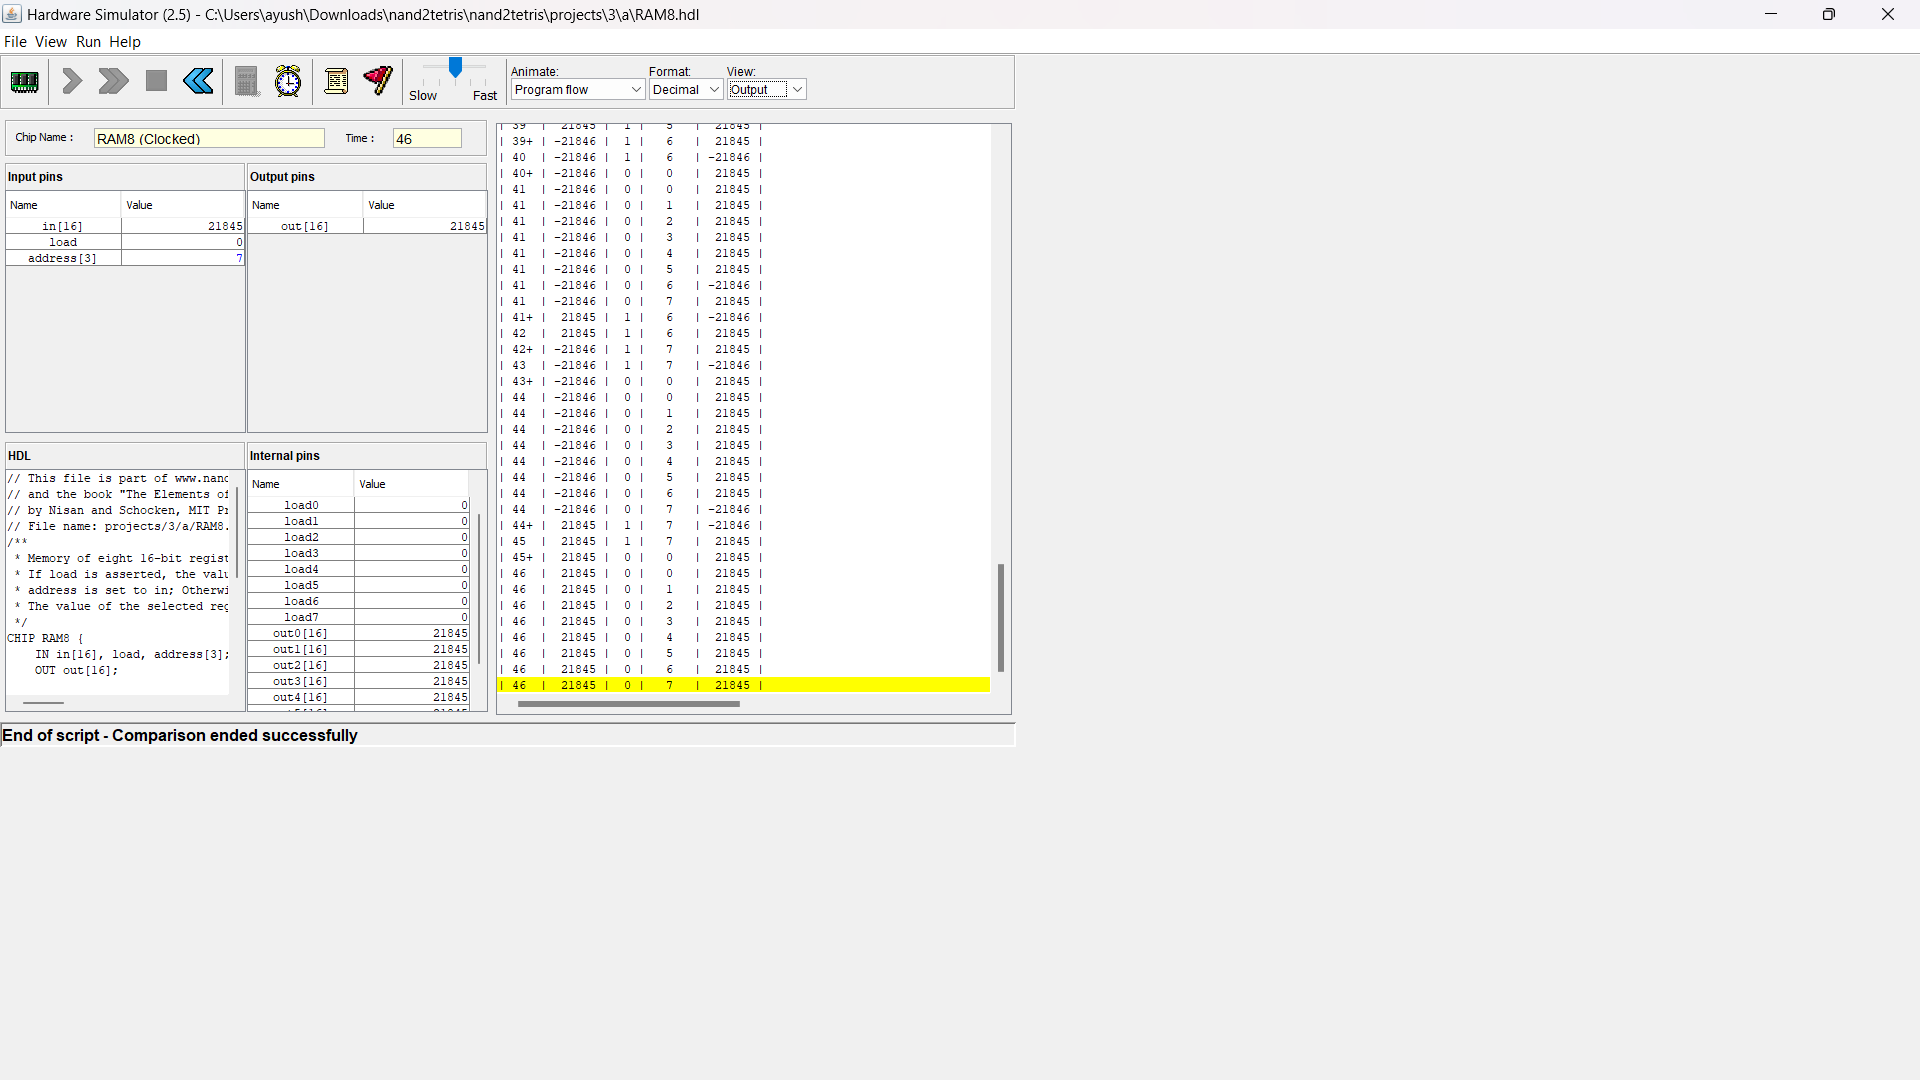 Hardware Simulator (2.5) - C:\Users\ayush\Downloads\nand2tetris\nand2tetris\projects\3\a\RAM8.hdl
File View Run Help
Slow Fast
Animate: Format: View:
Program flow Decimal Output
Chip Name : RAM8 (Clocked) Time : 46
Input pins
Name Value
in[16] 21845
load 0
address[3] 7
Output pins
Name Value
out[16] 21845
HDL
// This file is part of www.nand
// and the book "The Elements of
// by Nisan and Schocken, MIT Pr
// File name: projects/3/a/RAM8.
/**
* Memory of eight 16-bit regist
* If load is asserted, the valu
* address is set to in; Otherwi
* The value of the selected reg
*/
CHIP RAM8 {
IN in[16], load, address[3];
OUT out[16];
Internal pins
Name Value
load0 0
load1 0
load2 0
load3 0
load4 0
load5 0
load6 0
load7 0
out0[16] 21845
out1[16] 21845
out2[16] 21845
out3[16] 21845
out4[16] 21845
| 39 | 21845 | 1 | 5 | 21845 |
| 39+ | -21846 | 1 | 6 | 21845 |
| 40 | -21846 | 1 | 6 | -21846 |
| 40+ | -21846 | 0 | 0 | 21845 |
| 41 | -21846 | 0 | 0 | 21845 |
| 41 | -21846 | 0 | 1 | 21845 |
| 41 | -21846 | 0 | 2 | 21845 |
| 41 | -21846 | 0 | 3 | 21845 |
| 41 | -21846 | 0 | 4 | 21845 |
| 41 | -21846 | 0 | 5 | 21845 |
| 41 | -21846 | 0 | 6 | -21846 |
| 41 | -21846 | 0 | 7 | 21845 |
| 41+ | 21845 | 1 | 6 | -21846 |
| 42 | 21845 | 1 | 6 | 21845 |
| 42+ | -21846 | 1 | 7 | 21845 |
| 43 | -21846 | 1 | 7 | -21846 |
| 43+ | -21846 | 0 | 0 | 21845 |
| 44 | -21846 | 0 | 0 | 21845 |
| 44 | -21846 | 0 | 1 | 21845 |
| 44 | -21846 | 0 | 2 | 21845 |
| 44 | -21846 | 0 | 3 | 21845 |
| 44 | -21846 | 0 | 4 | 21845 |
| 44 | -21846 | 0 | 5 | 21845 |
| 44 | -21846 | 0 | 6 | 21845 |
| 44 | -21846 | 0 | 7 | -21846 |
| 44+ | 21845 | 1 | 7 | -21846 |
| 45 | 21845 | 1 | 7 | 21845 |
| 45+ | 21845 | 0 | 0 | 21845 |
| 46 | 21845 | 0 | 0 | 21845 |
| 46 | 21845 | 0 | 1 | 21845 |
| 46 | 21845 | 0 | 2 | 21845 |
| 46 | 21845 | 0 | 3 | 21845 |
| 46 | 21845 | 0 | 4 | 21845 |
| 46 | 21845 | 0 | 5 | 21845 |
| 46 | 21845 | 0 | 6 | 21845 |
| 46 | 21845 | 0 | 7 | 21845 |
End of script - Comparison ended successfully